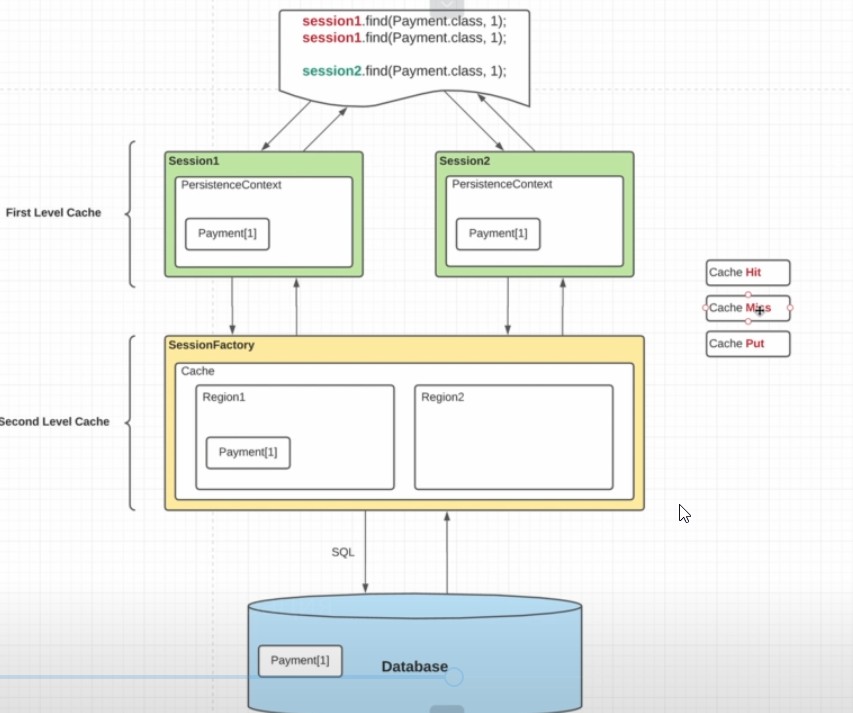 session1.find(Payment.class, 1);
session1.find(Payment.class, 1);
session2.find(Payment.class, 1);
Session1
PersistenceContext
Payment[1]
Session2
PersistenceContext
Payment[1]
First Level Cache
Cache Hit
Cache Miss
Cache Put
SessionFactory
Cache
Region1
Payment[1]
Region2
Second Level Cache
SQL
Payment[1]
Database